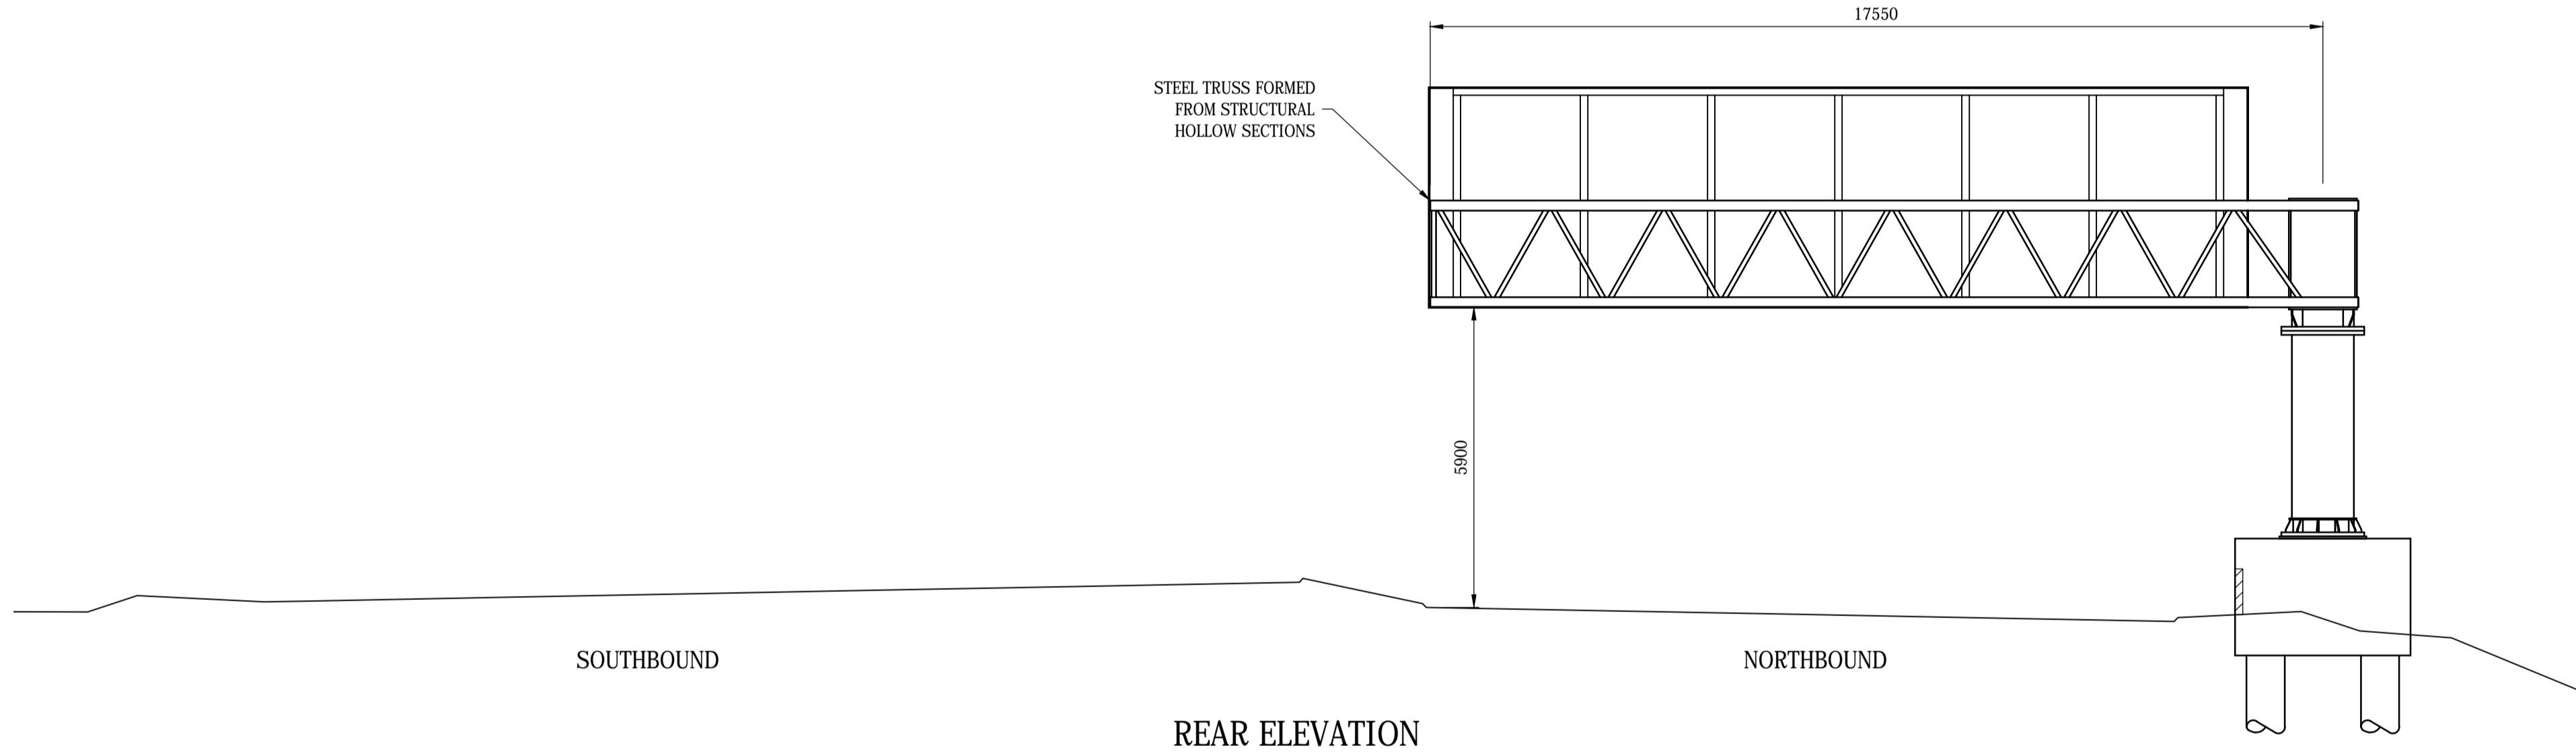 17550
STEEL TRUSS FORMED
FROM STRUCTURAL
HOLLOW SECTIONS
5900
SOUTHBOUND
NORTHBOUND
REAR ELEVATION